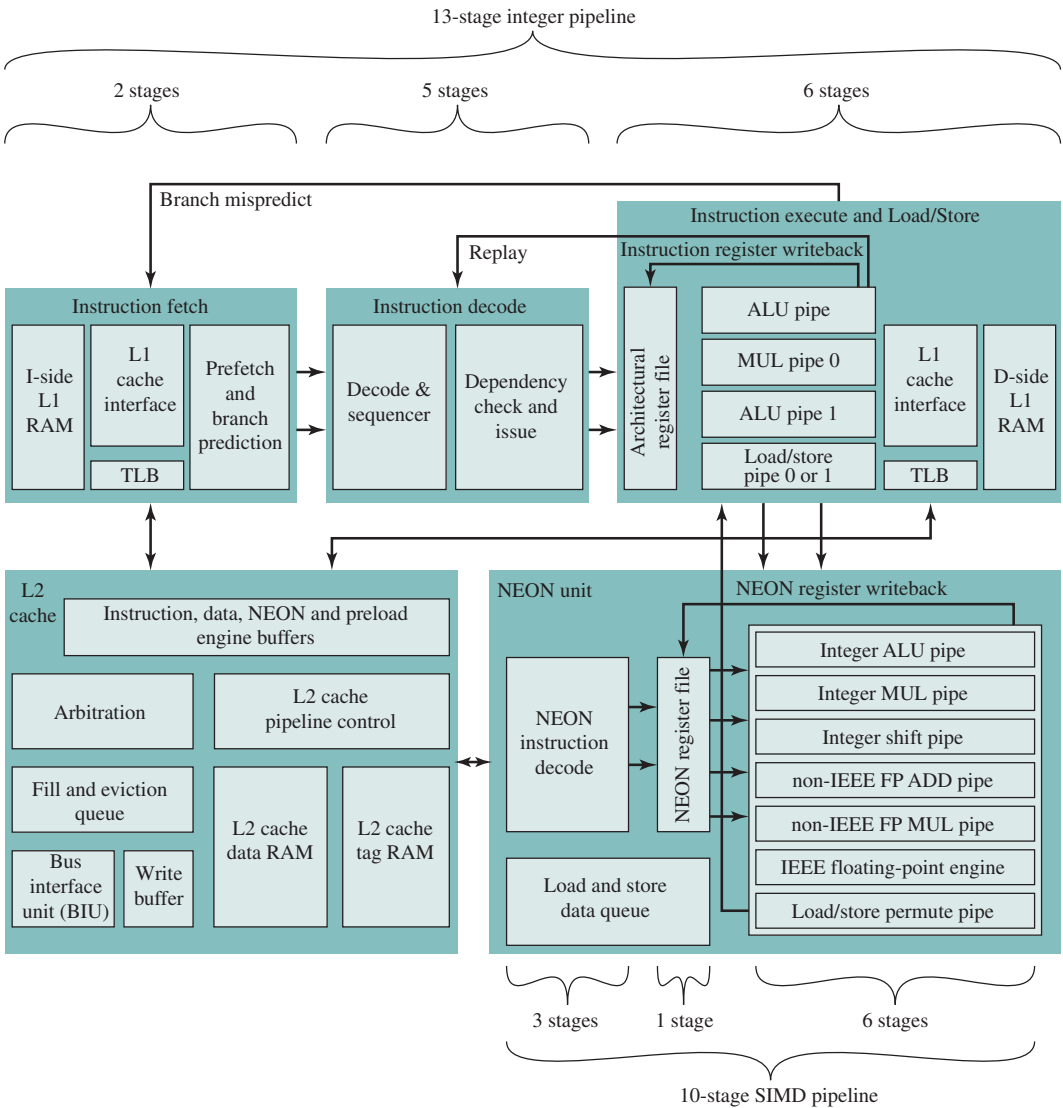 13-stage integer pipeline
2 stages
5 stages
6 stages
Branch mispredict
Instruction execute and Load/Store
Replay
Instruction register writeback
Instruction fetch
I-side
L1
RAM
L1
cache
interface
TLB
Prefetch
and
branch
prediction
Instruction decode
Decode &
sequencer
Dependency
check and
issue
Architectural
register file
ALU pipe
MUL pipe 0
ALU pipe 1
Load/store
pipe 0 or 1
L1
cache
interface
TLB
D-side
L1
RAM
L2
cache
Instruction, data, NEON and preload
engine buffers
Arbitration
L2 cache
pipeline control
Fill and eviction
queue
L2 cache
data RAM
L2 cache
tag RAM
Bus
interface
unit (BIU)
Write
buffer
NEON unit
NEON register writeback
NEON
instruction
decode
NEON register file
Integer ALU pipe
Integer MUL pipe
Integer shift pipe
non-IEEE FP ADD pipe
non-IEEE FP MUL pipe
IEEE floating-point engine
Load/store permute pipe
Load and store
data queue
3 stages
1 stage
6 stages
10-stage SIMD pipeline